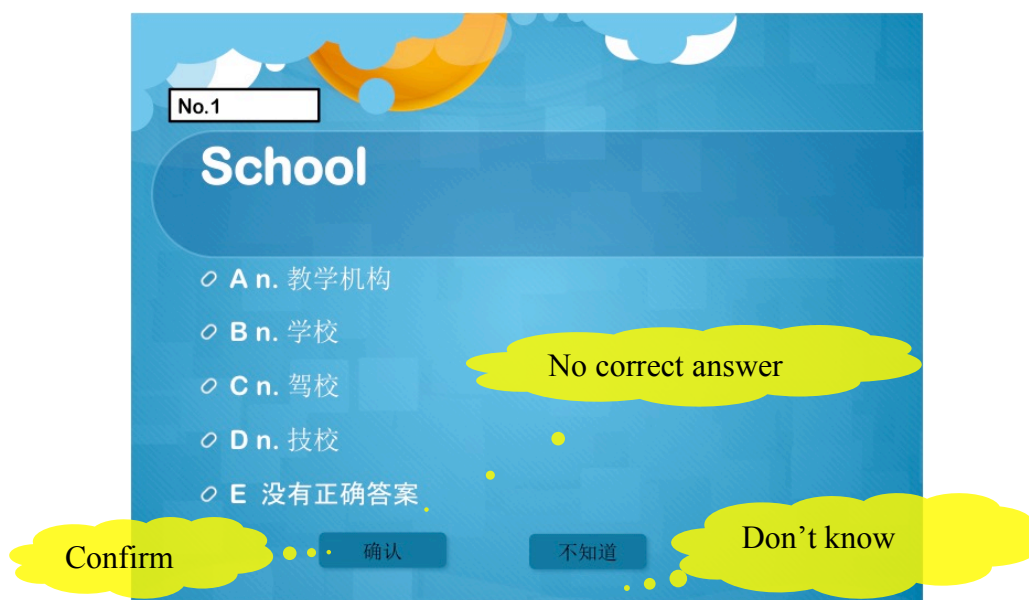 No.1
School
A n. 教学机构
B n. 学校
No correct answer
C n. 驾校
D n. 技校
E 没有正确答案
Confirm
确认
不知道
Don’t know